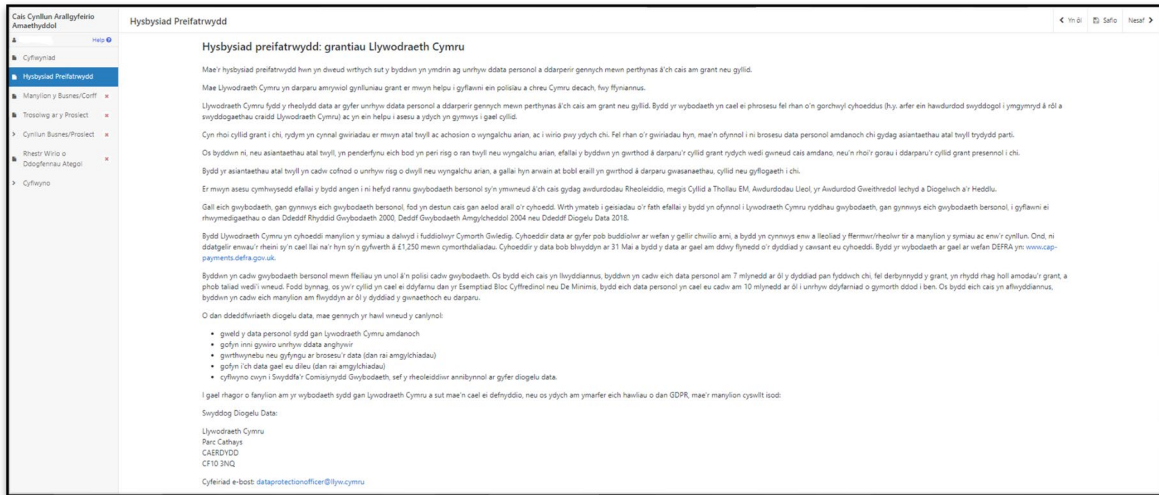 Cais Cynllun Arallgyfeirio
Amaethyddol
Help
Cyflwyniad
Hysbysiad Preifatrwydd
Manylion y Busnes/Corff
Trosolwg ar y Prosiect
Cynllun Busnes/Prosiect
Rhestr Wirio o
Ddogfennau Ategol
Cyflwyno
Hysbysiad Preifatrwydd
Yn ôl
Safio
Nesaf
Hysbysiad preifatrwydd: grantiau Llywodraeth Cymru
Mae'r hysbysiad preifatrwydd hwn yn dweud wrthych sut y byddwn yn ymdrin ag unrhyw ddata personol a ddarperir gennych mewn perthynas â'ch cais am grant neu gyllid.
Mae Llywodraeth Cymru yn darparu amrywiol gynlluniau grant er mwyn helpu i gyflawni ein polisïau a chreu Cymru decach, fwy ffyniannus.
Llywodraeth Cymru fydd y rheolydd data ar gyfer unrhyw ddata personol a ddarperir gennych mewn perthynas â'ch cais am grant neu gyllid. Bydd yr wybodaeth yn cael ei phrosesu fel rhan o'n gorchwyl cyhoeddus (h.y. arfer ein hawdurdod swyddogol i ymgymryd â rôl a
swyddogaethau craidd Llywodraeth Cymru) ac yn ein helpu i asesu a ydych yn gymwys i gael cyllid.
Cyn rhoi cyllid grant i chi, rydym yn cynnal gwiriadau er mwyn atal twyll ac achosion o wyngalchu arian, ac i wirio pwy ydych chi. Fel rhan o'r gwiriadau hyn, mae'n ofynnol i ni brosesu data personol amdanoch chi gydag asiantaethau atal twyll trydydd parti.
Os byddwn ni, neu asiantaethau atal twyll, yn penderfynu eich bod yn peri risg o ran twyll neu wyngalchu arian, efallai y byddwn yn gwrthod â darparu'r cyllid grant rydych wedi gwneud cais amdano, neu'n rhoi'r gorau i ddarparu'r cyllid grant presennol i chi.
Bydd yr asiantaethau atal twyll yn cadw cofnod o unrhyw risg o dwyll neu wyngalchu arian, a gallai hyn arwain at bobl eraill yn gwrthod â darparu gwasanaethau, cyllid neu gyflogaeth i chi.
Er mwyn asesu cymhwysedd efallai y bydd angen i ni hefyd rannu gwybodaeth bersonol sy'n ymwneud â'ch cais gydag awdurdodau Rheoleiddio, megis Cyllid a Thollau EM, Awdurdodau Lleol, yr Awdurdod Gweithredol Iechyd a Diogelwch a'r Heddlu.
Gall eich gwybodaeth, gan gynnwys eich gwybodaeth bersonol, fod yn destun cais gan aelod arall o'r cyhoedd. Wrth ymateb i geisiadau o'r fath efallai y bydd yn ofynnol i Lywodraeth Cymru ryddhau gwybodaeth, gan gynnwys eich gwybodaeth bersonol, i gyflawni ei
rhwymedigaethau o dan Ddeddf Rhyddid Gwybodaeth 2000, Deddf Gwybodaeth Amgylcheddol 2004 neu Ddeddf Diogelu Data 2018.
Bydd Llywodraeth Cymru yn cyhoeddi manylion y symiau a dalwyd i fuddiolwyr Cymorth Gwledig. Cyhoeddir data ar gyfer pob buddiolwr ar wefan y gellir chwilio arni, a bydd yn cynnwys enw a lleoliad y ffermwr/rheolwr tir a manylion y symiau ac enw'r cynllun. Ond, ni
ddatgelir enwau'r rheini sy'n cael llai na'r hyn sy'n gyfwerth â £1,250 mewn cymorthdaliadau. Cyhoeddir y data bob blwyddyn ar 31 Mai a bydd y data ar gael am ddwy flynedd o'r dyddiad y cawsant eu cyhoeddi. Bydd yr wybodaeth ar gael ar wefan DEFRA yn: www.cap-
payments.defra.gov.uk.
Byddwn yn cadw gwybodaeth bersonol mewn ffeiliau yn unol â'n polisi cadw gwybodaeth. Os bydd eich cais yn llwyddiannus, byddwn yn cadw eich data personol am 7 mlynedd ar ôl y dyddiad pan fyddwch chi, fel derbynnydd y grant, yn rhydd rhag holl amodau'r grant, a
phob taliad wedi'i wneud. Fodd bynnag, os yw'r cyllid yn cael ei ddyfarnu dan yr Esemptiad Bloc Cyffredinol neu De Minimis, bydd eich data personol yn cael eu cadw am 10 mlynedd ar ôl i unrhyw ddyfarniad o gymorth ddod i ben. Os bydd eich cais yn aflwyddiannus,
byddwn yn cadw eich manylion am flwyddyn ar ôl y dyddiad y gwnaethoch eu darparu.
O dan ddeddfwriaeth diogelu data, mae gennych yr hawl wneud y canlynol:
• gweld y data personol sydd gan Lywodraeth Cymru amdanoch
• gofyn inni gywiro unrhyw ddata anghywir
• gwrthwynebu neu gyfyngu ar brosesu'r data (dan rai amgylchiadau)
• gofyn i'ch data gael eu dileu (dan rai amgylchiadau)
• cyflwyno cwyn i Swyddfa'r Comisiynydd Gwybodaeth, sef y rheoleiddiwr annibynnol ar gyfer diogelu data.
I gael rhagor o fanylion am yr wybodaeth sydd gan Lywodraeth Cymru a sut mae'n cael ei defnyddio, neu os ydych am ymarfer eich hawliau o dan GDPR, mae'r manylion cyswllt isod:
Swyddog Diogelu Data:
Llywodraeth Cymru
Parc Cathays
CAERDYDD
CF10 3NQ
Cyfeiriad e-bost: dataprotectionofficer@llyw.cymru